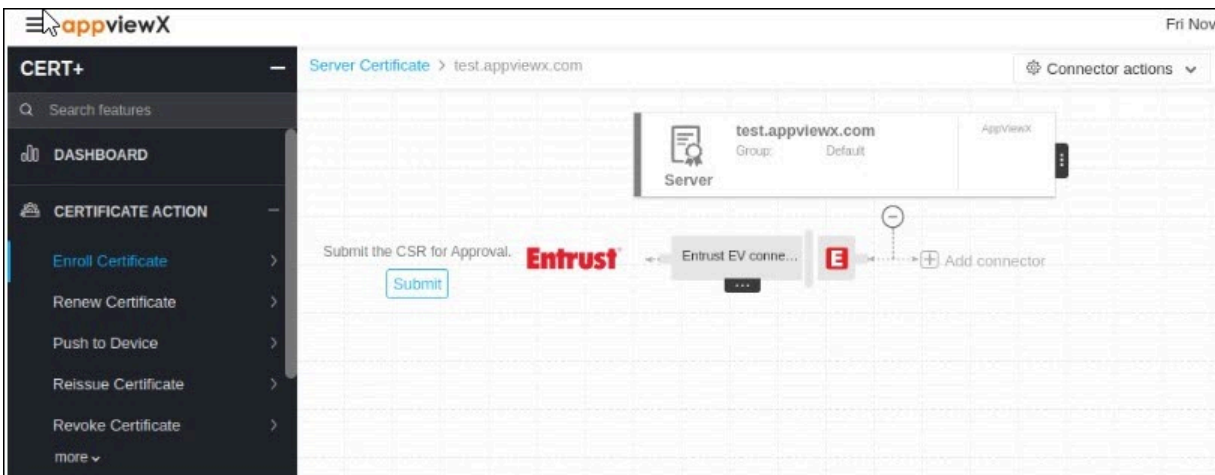 appviewX
Fri Nov
CERT+
Server Certificate > test.appviewx.com
Connector actions
Search features
DASHBOARD
CERTIFICATE ACTION
Enroll Certificate
Renew Certificate
Push to Device
Reissue Certificate
Revoke Certificate
more
test.appviewx.com
AppViewX
Group: Default
Server
Submit the CSR for Approval.
Submit
Entrust
Entrust EV conne...
E
Add connector